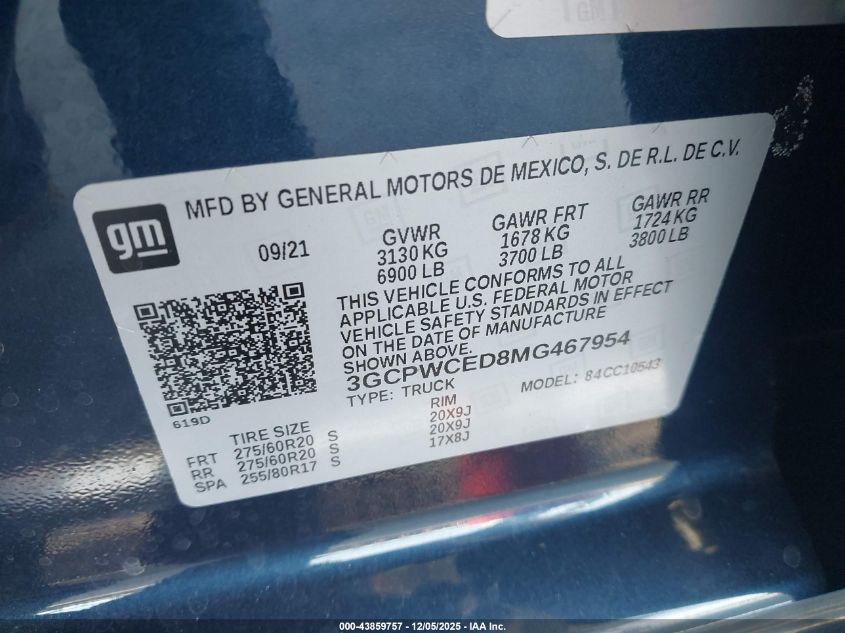 GM
MFD BY GENERAL MOTORS DE MEXICO, S. DE R.L. DE C.V.
gm
09/21
GVWR
3130 KG
6900 LB
GAWR FRT
1678 KG
3700 LB
GAWR RR
1724 KG
3800 LB
THIS VEHICLE CONFORMS TO ALL
APPLICABLE U.S. FEDERAL MOTOR
VEHICLE SAFETY STANDARDS IN EFFECT
ON THE DATE OF MANUFACTURE
SHOWN ABOVE.
3GCPWCED8MG467954
TYPE: TRUCK
MODEL: 84CC10543
619D
TIRE SIZE RIM
FRT 275/60R20 S 20X9J
RR 275/60R20 S 20X9J
SPA 255/80R17 S 17X8J
000-43859757 - 12/05/2025 - IAA Inc.